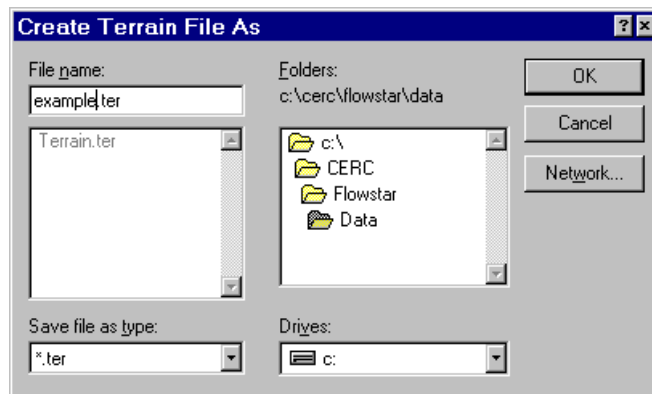 Create Terrain File As
File name:
example.ter
Terrain.ter
Save file as type:
*.ter
Folders:
c:\cerc\flowstar\data
c:\
CERC
Flowstar
Data
Drives:
c:
OK
Cancel
Network...